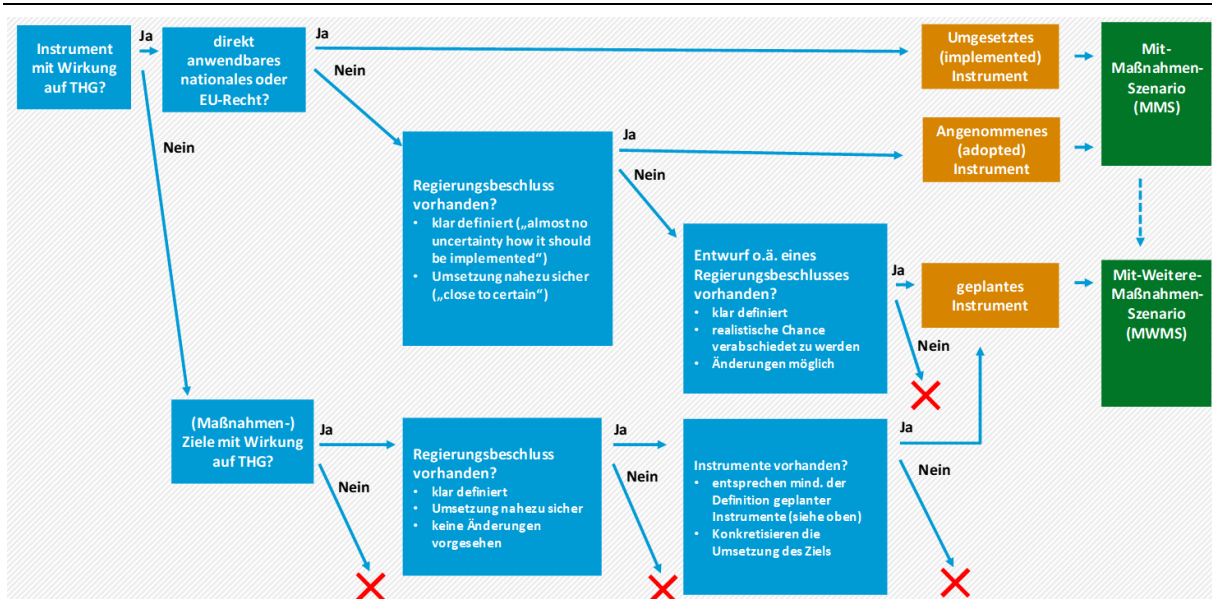 Instrument
mit Wirkung
auf THG?
Ja
direkt
anwendbares
nationales oder
EU-Recht?
Ja
Umgesetztes
(implemented)
Instrument
Mit-
Maßnahmen-
Szenario
(MMS)
Nein
Nein
Regierungsbeschluss
vorhanden?
• klar definiert („almost no
uncertainty how it should
be implemented“)
• Umsetzung nahezu sicher
(„close to certain“)
Ja
Angenommenes
(adopted)
Instrument
Nein
Entwurf o.ä. eines
Regierungsbeschlusses
vorhanden?
• klar definiert
• realistische Chance
verabschiedet zu werden
• Änderungen möglich
Ja
geplantes
Instrument
Mit-Weitere-
Maßnahmen-
Szenario
(MWMS)
Nein
(Maßnahmen-)
Ziele mit Wirkung
auf THG?
Ja
Nein
Regierungsbeschluss
vorhanden?
• klar definiert
• Umsetzung nahezu sicher
• keine Änderungen
vorgesehen
Ja
Nein
Instrumente vorhanden?
• entsprechen mind. der
Definition geplanter
Instrumente (siehe oben)
• Konkretisieren die
Umsetzung des Ziels
Ja
Nein